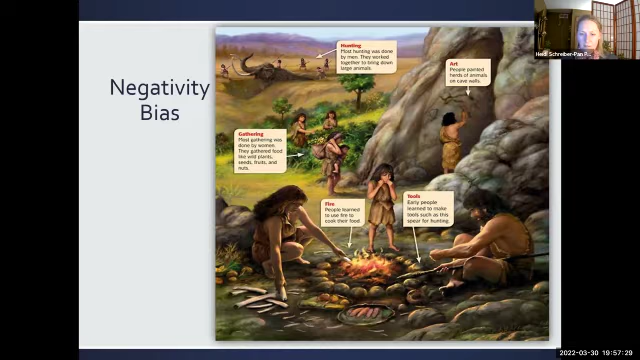 Negativity
Bias
Hunting
Most hunting was done
by men. They worked
together to bring down
large animals.
Art
People painted
herds of animals
on cave walls.
Gathering
Most gathering was
done by women.
They gathered food
like wild plants,
seeds, fruits, and
nuts.
Fire
People learned
to use fire to
cook their food.
Tools
Early people
learned to make
tools such as this
spear for hunting.
Heidi Schreiber-Pan P...
2022-03-30 19:57:29